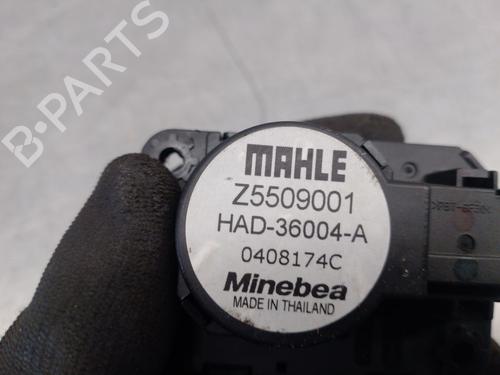 B-PARTS
MAHLE
Z5509001
HAD-36004-A
0408174C
Minebea
MADE IN THAILAND